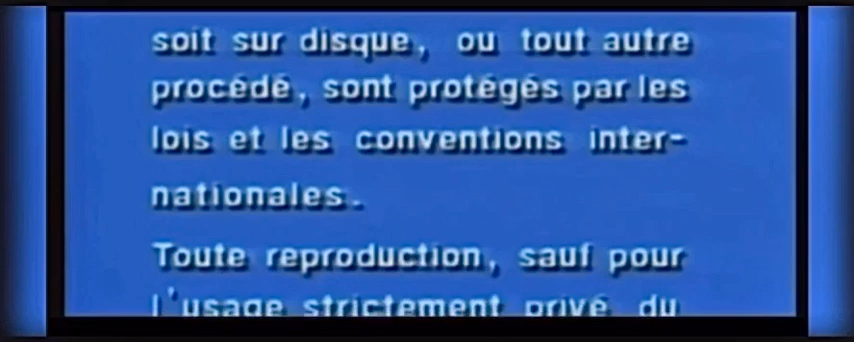 soit sur disque, ou tout autre
procédé, sont protégés par les
lois et les conventions inter-
nationales.
Toute reproduction, sauf pour
l'usage strictement privé du